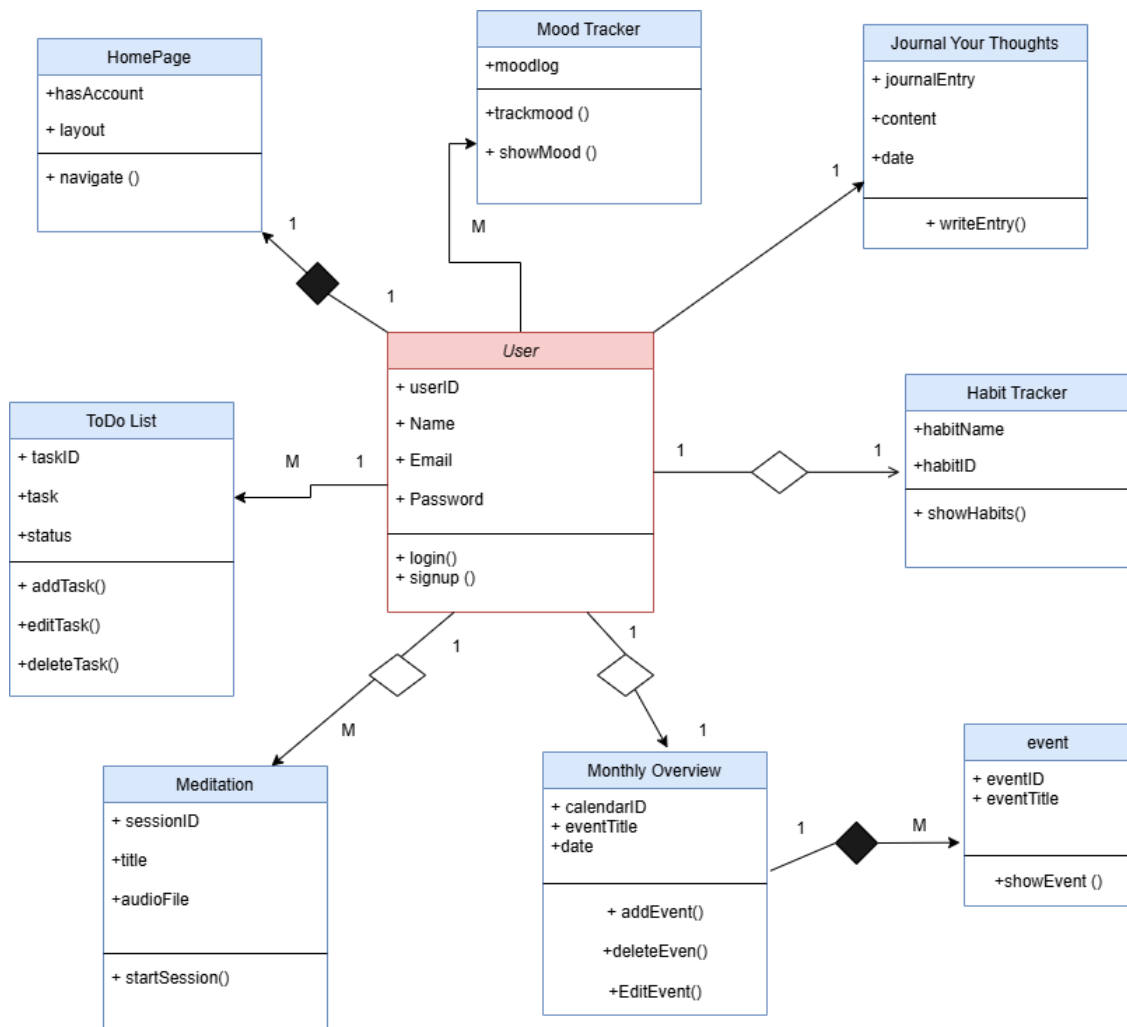 HomePage
+hasAccount
+ layout
+ navigate ()
Mood Tracker
+moodlog
+trackmood ()
+ showMood ()
Journal Your Thoughts
+ journalEntry
+content
+date
+ writeEntry()
1
1
M
1
User
+ userID
+ Name
+ Email
+ Password
+ login()
+ signup ()
ToDo List
+ taskID
+task
+status
+ addTask()
+editTask()
+deleteTask()
M
1
1
1
Habit Tracker
+habitName
+habitID
+ showHabits()
1
M
1
1
Meditation
+ sessionID
+title
+audioFile
+ startSession()
Monthly Overview
+ calendarID
+ eventTitle
+date
+ addEvent()
+deleteEven()
+EditEvent()
1
M
event
+ eventID
+ eventTitle
+showEvent ()